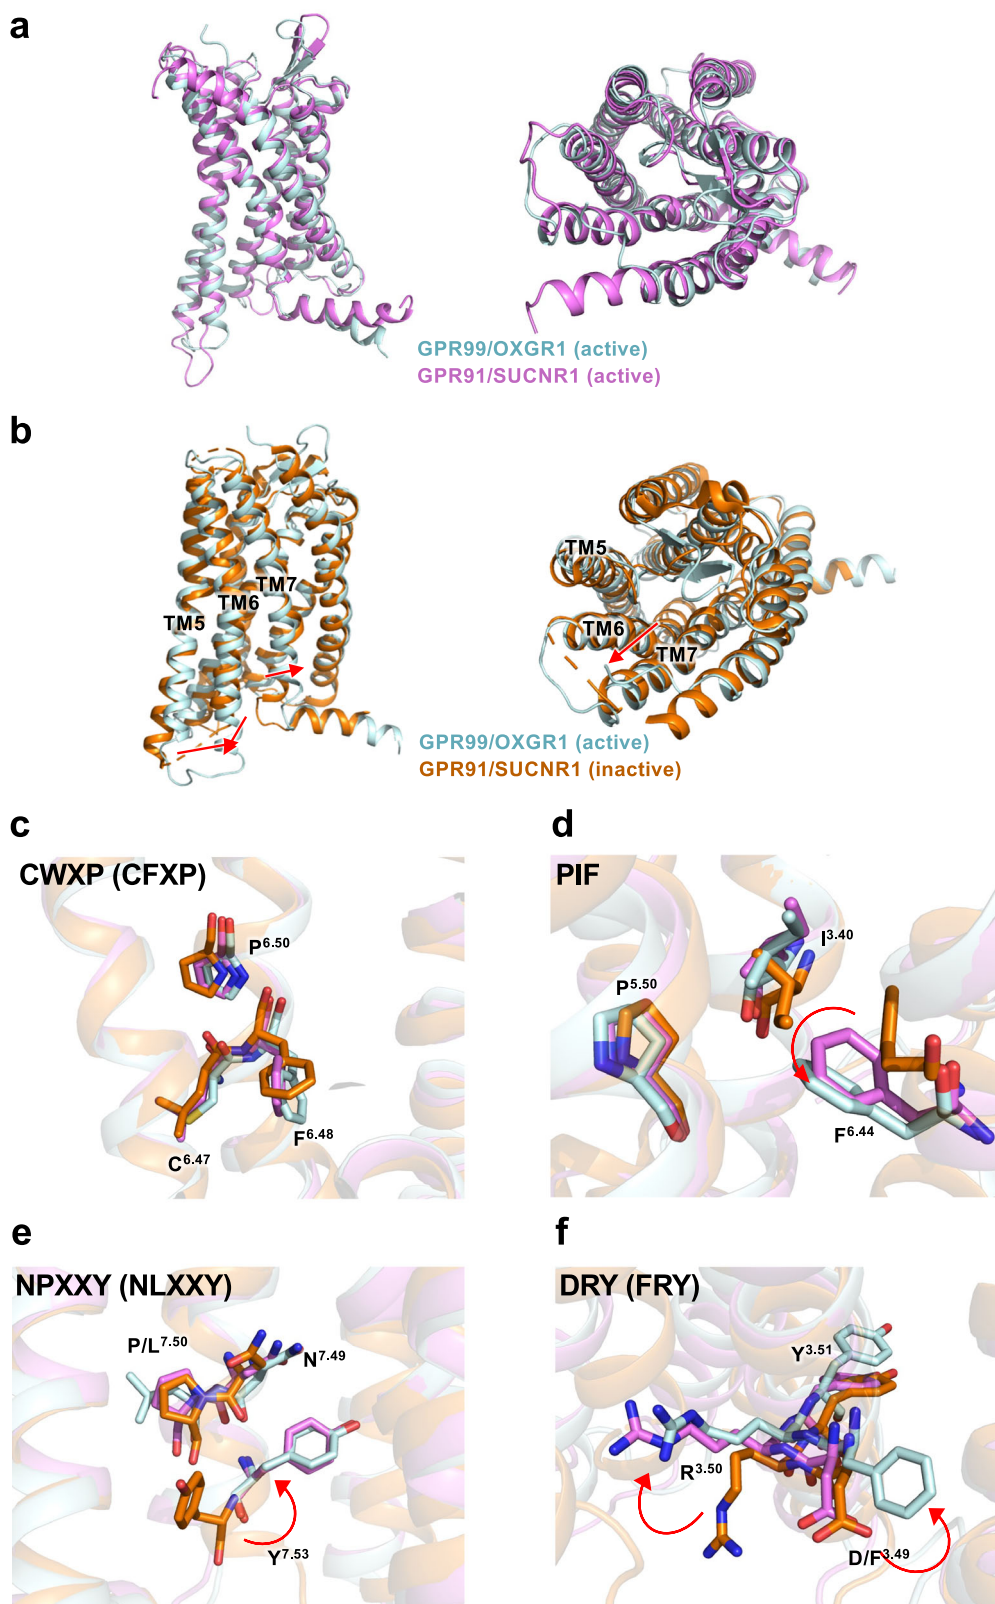 a
GPR99/OXGR1 (active)
GPR91/SUCNR1 (active)
b
TM5
TM6
TM7
TM5
TM6
TM7
GPR99/OXGR1 (active)
GPR91/SUCNR1 (inactive)
c
CWXP (CFXP)
P6.50
F6.48
C6.47
d
PIF
I3.40
P5.50
F6.44
e
NPXXY (NLXXY)
P/L7.50
N7.49
Y7.53
f
DRY (FRY)
Y3.51
R3.50
D/F3.49